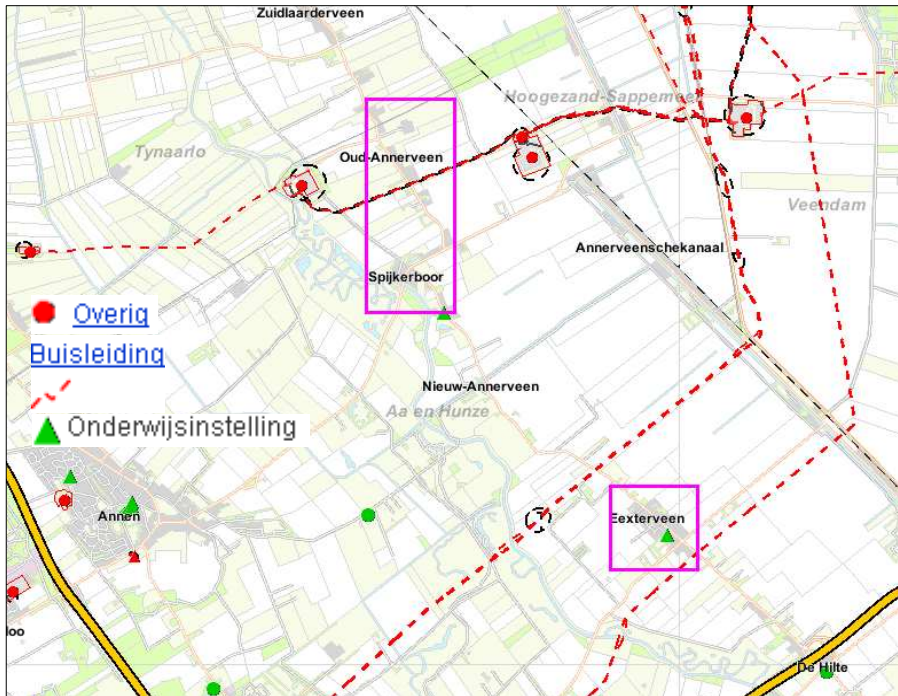 Zuidlaarderveen
Hoogezand-Sappemeer
Tynaarlo
Oud-Annerveen
Veendam
Annerveenschekanaal
Spijkerboor
Overig
Buisleiding
Nieuw-Annerveen
Aa en Hunze
Onderwijsinstelling
Annen
Eexterveen
loo
De Hilte